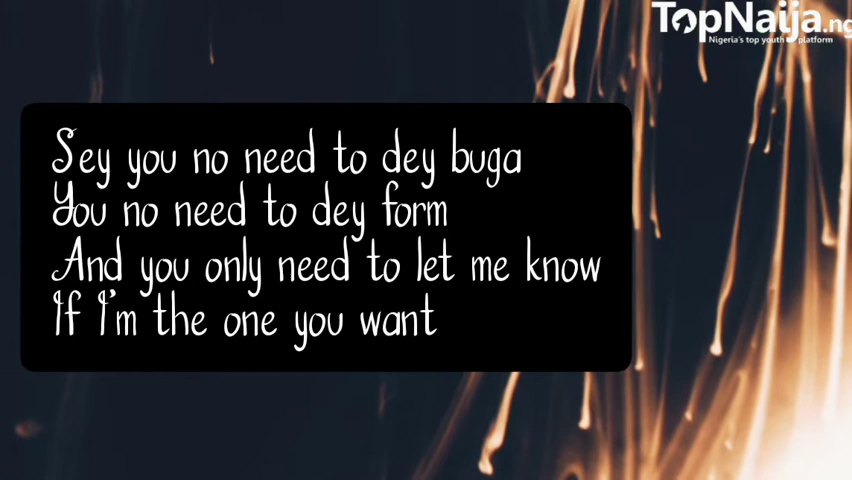 TopNaija.ng
Nigeria's top youth platform
Sey you no need to dey buga
You no need to dey form
And you only need to let me know
If I'm the one you want